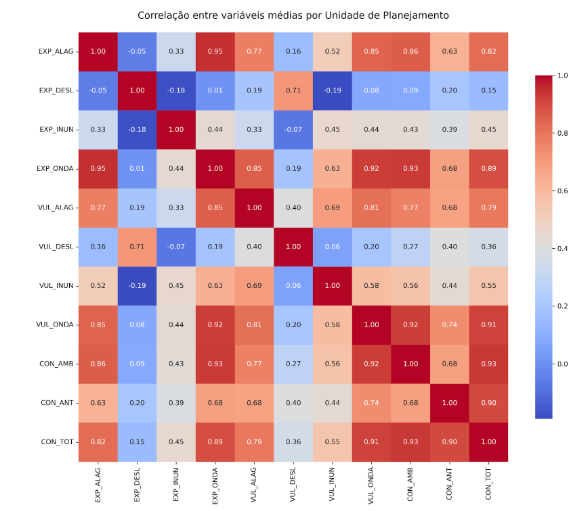 Correlação entre variáveis médias por Unidade de Planejamento
EXP_ALAG 1.00 -0.05 0.33 0.95 0.77 0.16 0.52 0.85 0.86 0.63 0.82
EXP_DESL -0.05 1.00 -0.18 0.01 0.19 0.71 -0.19 0.08 0.09 0.20 0.15
EXP_INUN 0.33 -0.18 1.00 0.44 0.33 -0.07 0.45 0.44 0.43 0.39 0.45
EXP_ONDA 0.95 0.01 0.44 1.00 0.85 0.19 0.63 0.92 0.93 0.68 0.89
VUL_ALAG 0.77 0.19 0.33 0.85 1.00 0.40 0.69 0.81 0.77 0.68 0.79
VUL_DESL 0.16 0.71 -0.07 0.19 0.40 1.00 0.06 0.20 0.27 0.40 0.36
VUL_INUN 0.52 -0.19 0.45 0.63 0.69 0.06 1.00 0.58 0.56 0.44 0.55
VUL_ONDA 0.85 0.08 0.44 0.92 0.81 0.20 0.58 1.00 0.92 0.74 0.91
CON_AMB 0.86 0.09 0.43 0.93 0.77 0.27 0.56 0.92 1.00 0.68 0.93
CON_ANT 0.63 0.20 0.39 0.68 0.68 0.40 0.44 0.74 0.68 1.00 0.90
CON_TOT 0.82 0.15 0.45 0.89 0.79 0.36 0.55 0.91 0.93 0.90 1.00
EXP_ALAG EXP_DESL EXP_INUN EXP_ONDA VUL_ALAG VUL_DESL VUL_INUN VUL_ONDA CON_AMB CON_ANT CON_TOT
1.0
0.8
0.6
0.4
0.2
0.0